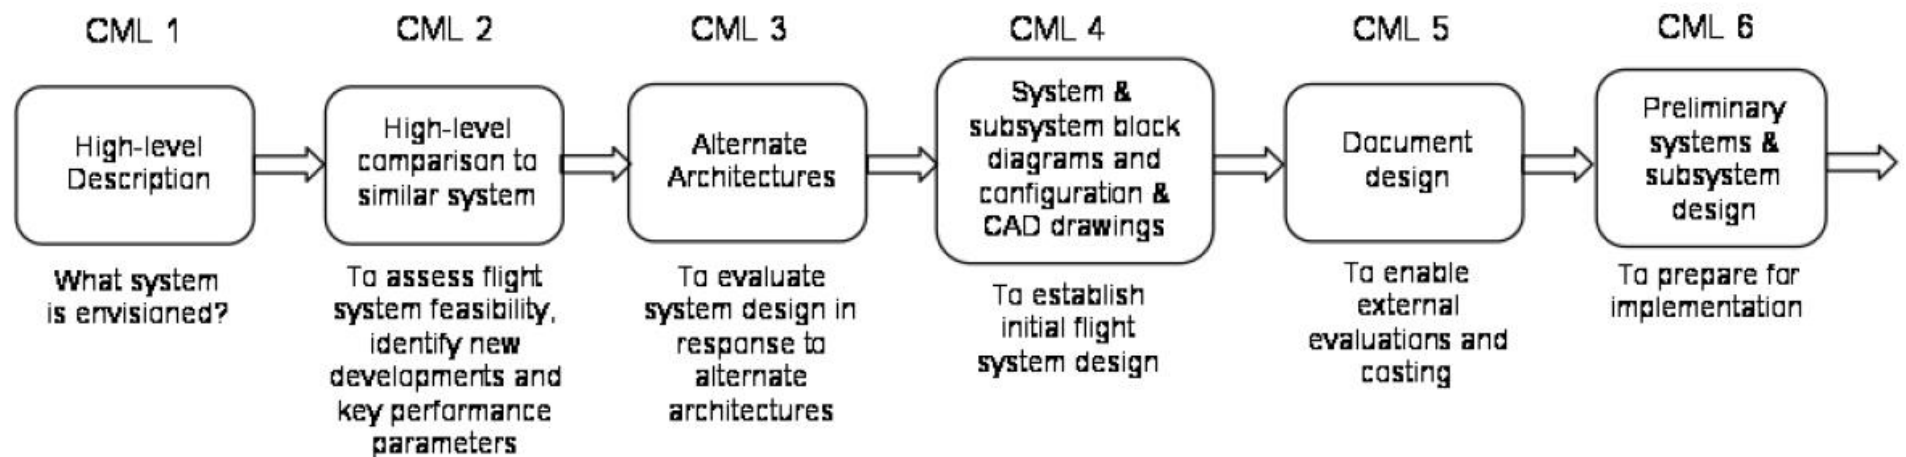 CML 1
High-level
Description
What system
is envisioned?
CML 2
High-level
comparison to
similar system
To assess flight
system feasibility,
identify new
developments and
key performance
parameters
CML 3
Alternate
Architectures
To evaluate
system design in
response to
alternate
architectures
CML 4
System &
subsystem block
diagrams and
configuration &
CAD drawings
To establish
initial flight
system design
CML 5
Document
design
To enable
external
evaluations and
costing
CML 6
Preliminary
systems &
subsystem
design
To prepare for
implementation